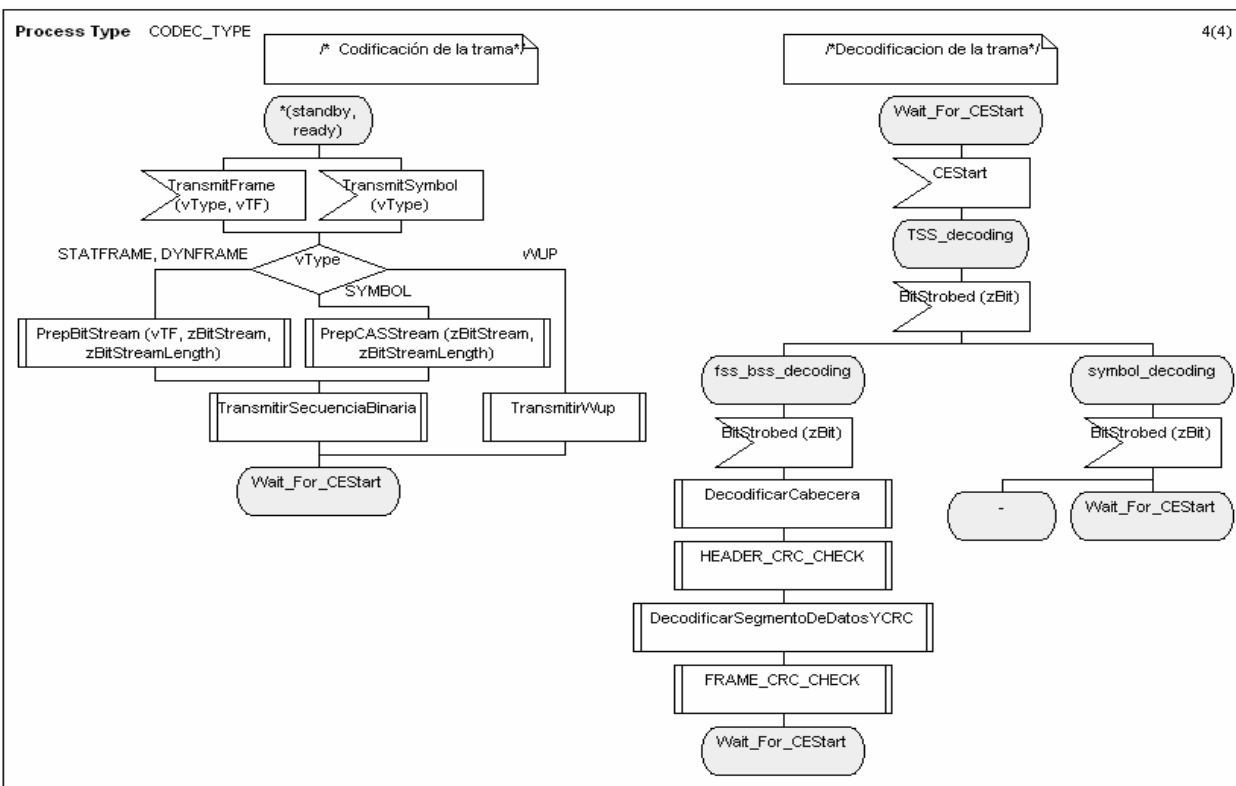 Process Type CODEC_TYPE
4(4)
/* Codificación de la trama*/
*(standby,
ready)
TransmitFrame
(vType, vTF)
TransmitSymbol
(vType)
STATFRAME, DYNFRAME
vType
WUP
SYMBOL
PrepBitStream (vTF, zBitStream,
zBitStreamLength)
PrepCASStream (zBitStream,
zBitStreamLength)
TransmitirSecuenciaBinaria
TransmitirWup
Wait_For_CEStart
/*Decodificacion de la trama*/
Wait_For_CEStart
CEStart
TSS_decoding
BitStrobed (zBit)
fss_bss_decoding
BitStrobed (zBit)
DecodificarCabecera
HEADER_CRC_CHECK
DecodificarSegmentoDeDatosYCRC
FRAME_CRC_CHECK
Wait_For_CEStart
symbol_decoding
BitStrobed (zBit)
-
Wait_For_CEStart